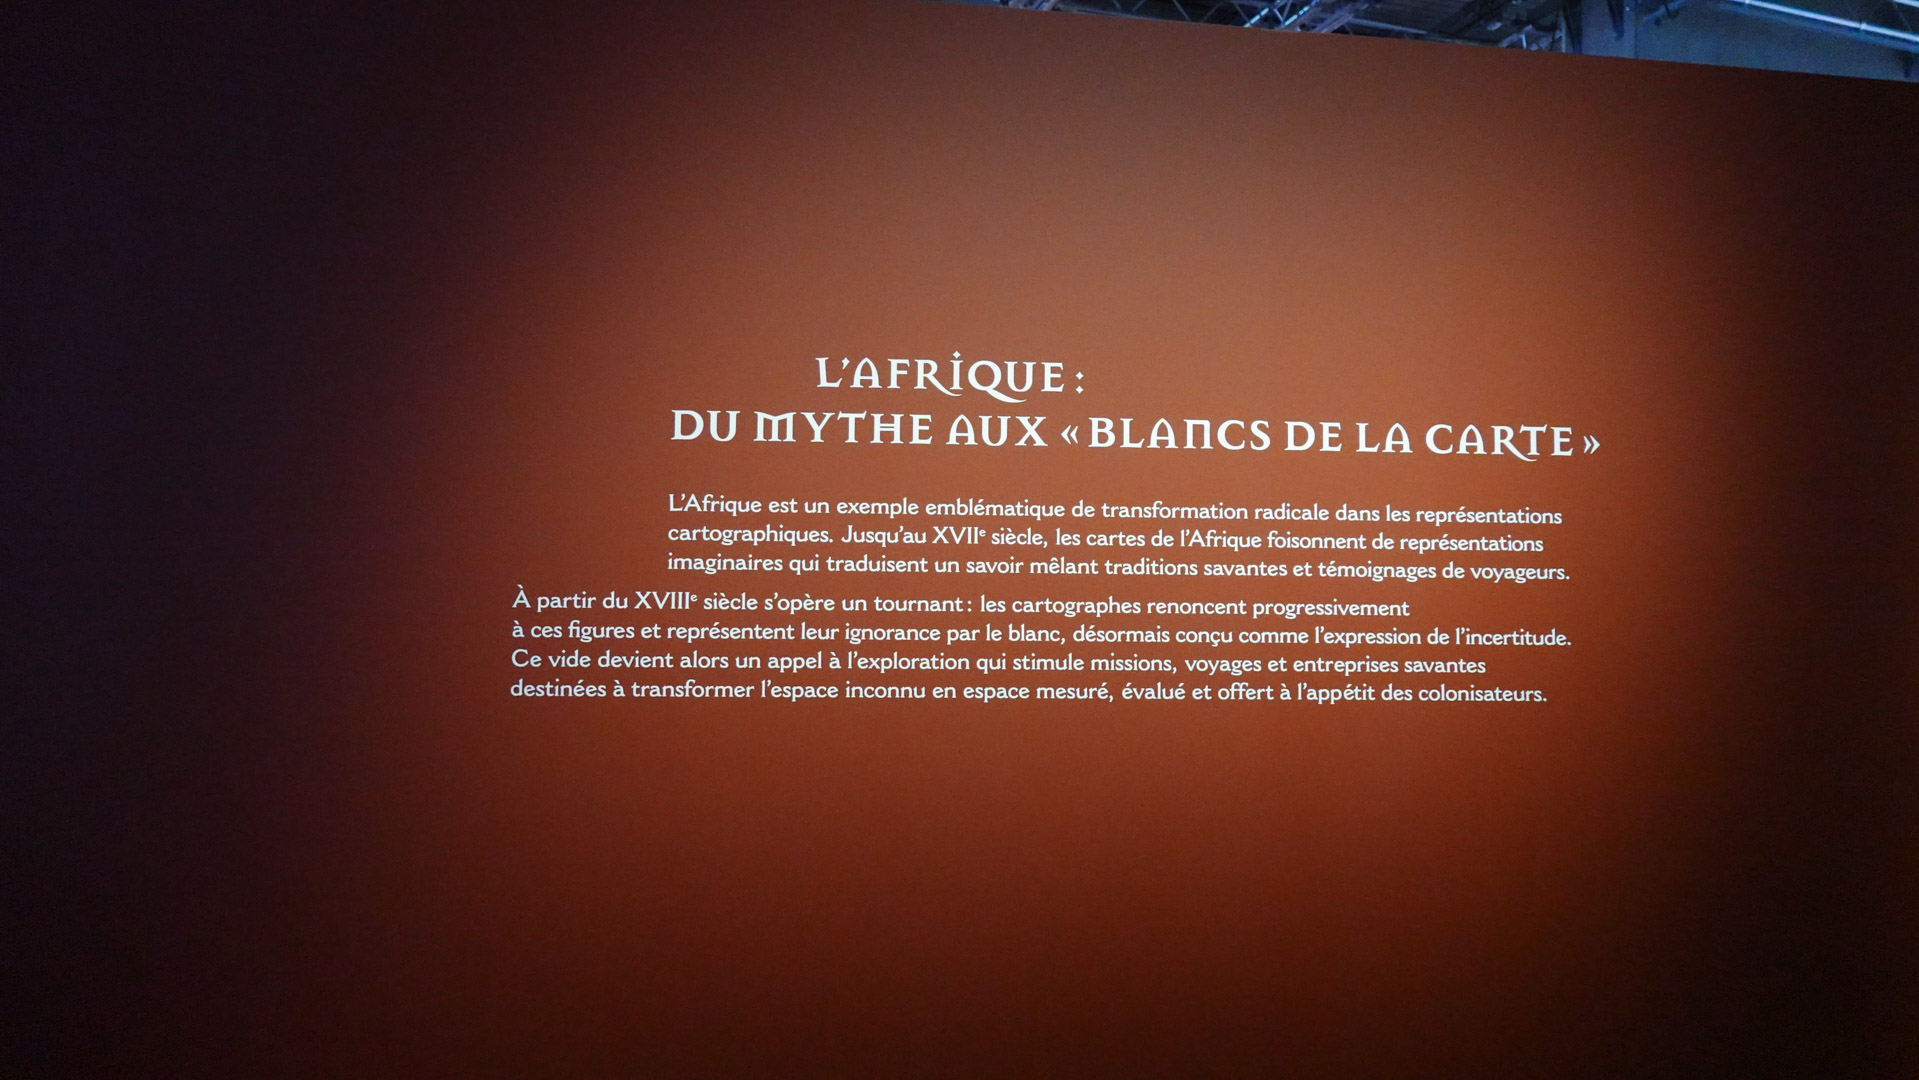 L'AFRIQUE :
DU MYTHE AUX « BLANCS DE LA CARTE »
L'Afrique est un exemple emblématique de transformation radicale dans les représentations
cartographiques. Jusqu'au XVIIe siècle, les cartes de l'Afrique foisonnent de représentations
imaginaires qui traduisent un savoir mêlant traditions savantes et témoignages de voyageurs.
À partir du XVIIIe siècle s'opère un tournant : les cartographes renoncent progressivement
à ces figures et représentent leur ignorance par le blanc, désormais conçu comme l'expression de l'incertitude.
Ce vide devient alors un appel à l'exploration qui stimule missions, voyages et entreprises savantes
destinées à transformer l'espace inconnu en espace mesuré, évalué et offert à l'appétit des colonisateurs.